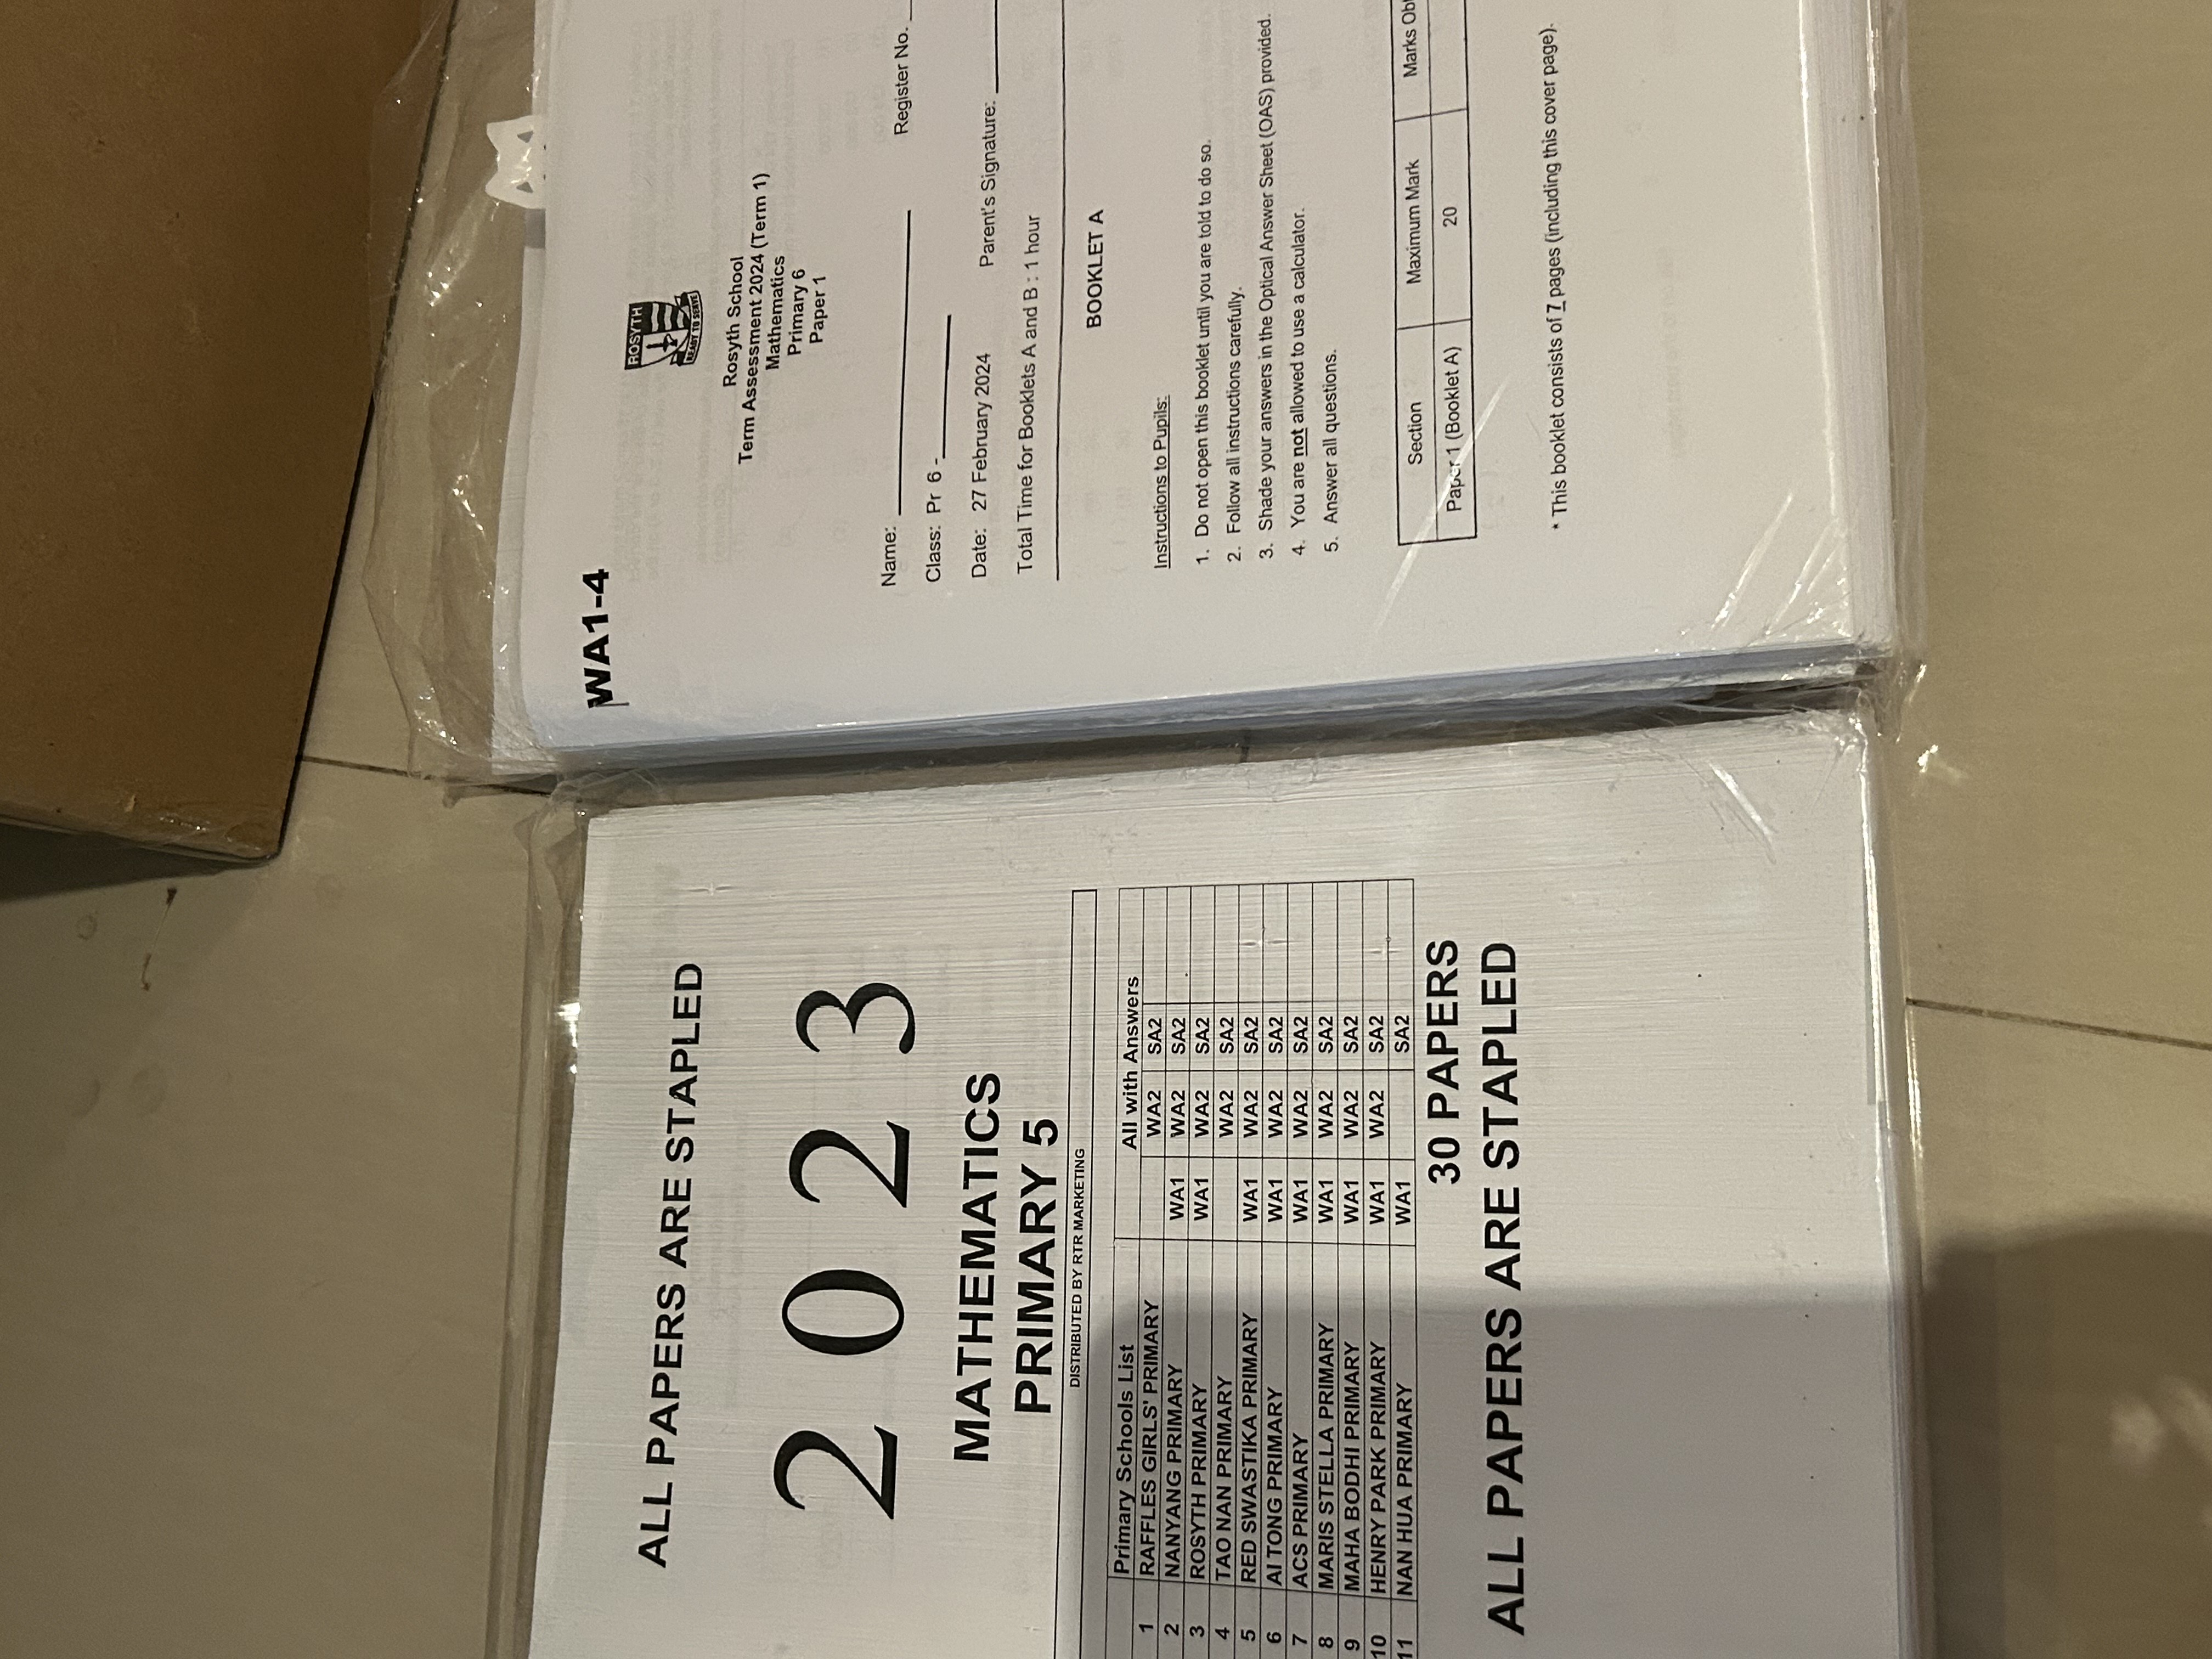 ALL PAPERS ARE STAPLED
2023
MATHEMATICS
PRIMARY 5
DISTRIBUTED BY RTR MARKETING
Primary Schools List All with Answers
1 RAFFLES GIRLS' PRIMARY WA2 SA2
2 NANYANG PRIMARY WA1 WA2 SA2
3 ROSYTH PRIMARY WA1 WA2 SA2
4 TAO NAN PRIMARY WA2 SA2
5 RED SWASTIKA PRIMARY WA1 WA2 SA2
6 AI TONG PRIMARY WA1 WA2 SA2
7 ACS PRIMARY WA1 WA2 SA2
8 MARIS STELLA PRIMARY WA1 WA2 SA2
9 MAHA BODHI PRIMARY WA1 WA2 SA2
10 HENRY PARK PRIMARY WA1 WA2 SA2
11 NAN HUA PRIMARY WA1 SA2
30 PAPERS
ALL PAPERS ARE STAPLED
WA1-4
ROSYTH
READY TO SERVE
Rosyth School
Term Assessment 2024 (Term 1)
Mathematics
Primary 6
Paper 1
Name: Register No.
Class: Pr 6 -
Date: 27 February 2024 Parent's Signature:
Total Time for Booklets A and B : 1 hour
BOOKLET A
Instructions to Pupils:
1. Do not open this booklet until you are told to do so.
2. Follow all instructions carefully.
3. Shade your answers in the Optical Answer Sheet (OAS) provided.
4. You are not allowed to use a calculator.
5. Answer all questions.
Section Maximum Mark Marks
Paper 1 (Booklet A) 20
* This booklet consists of 7 pages (including this cover page).